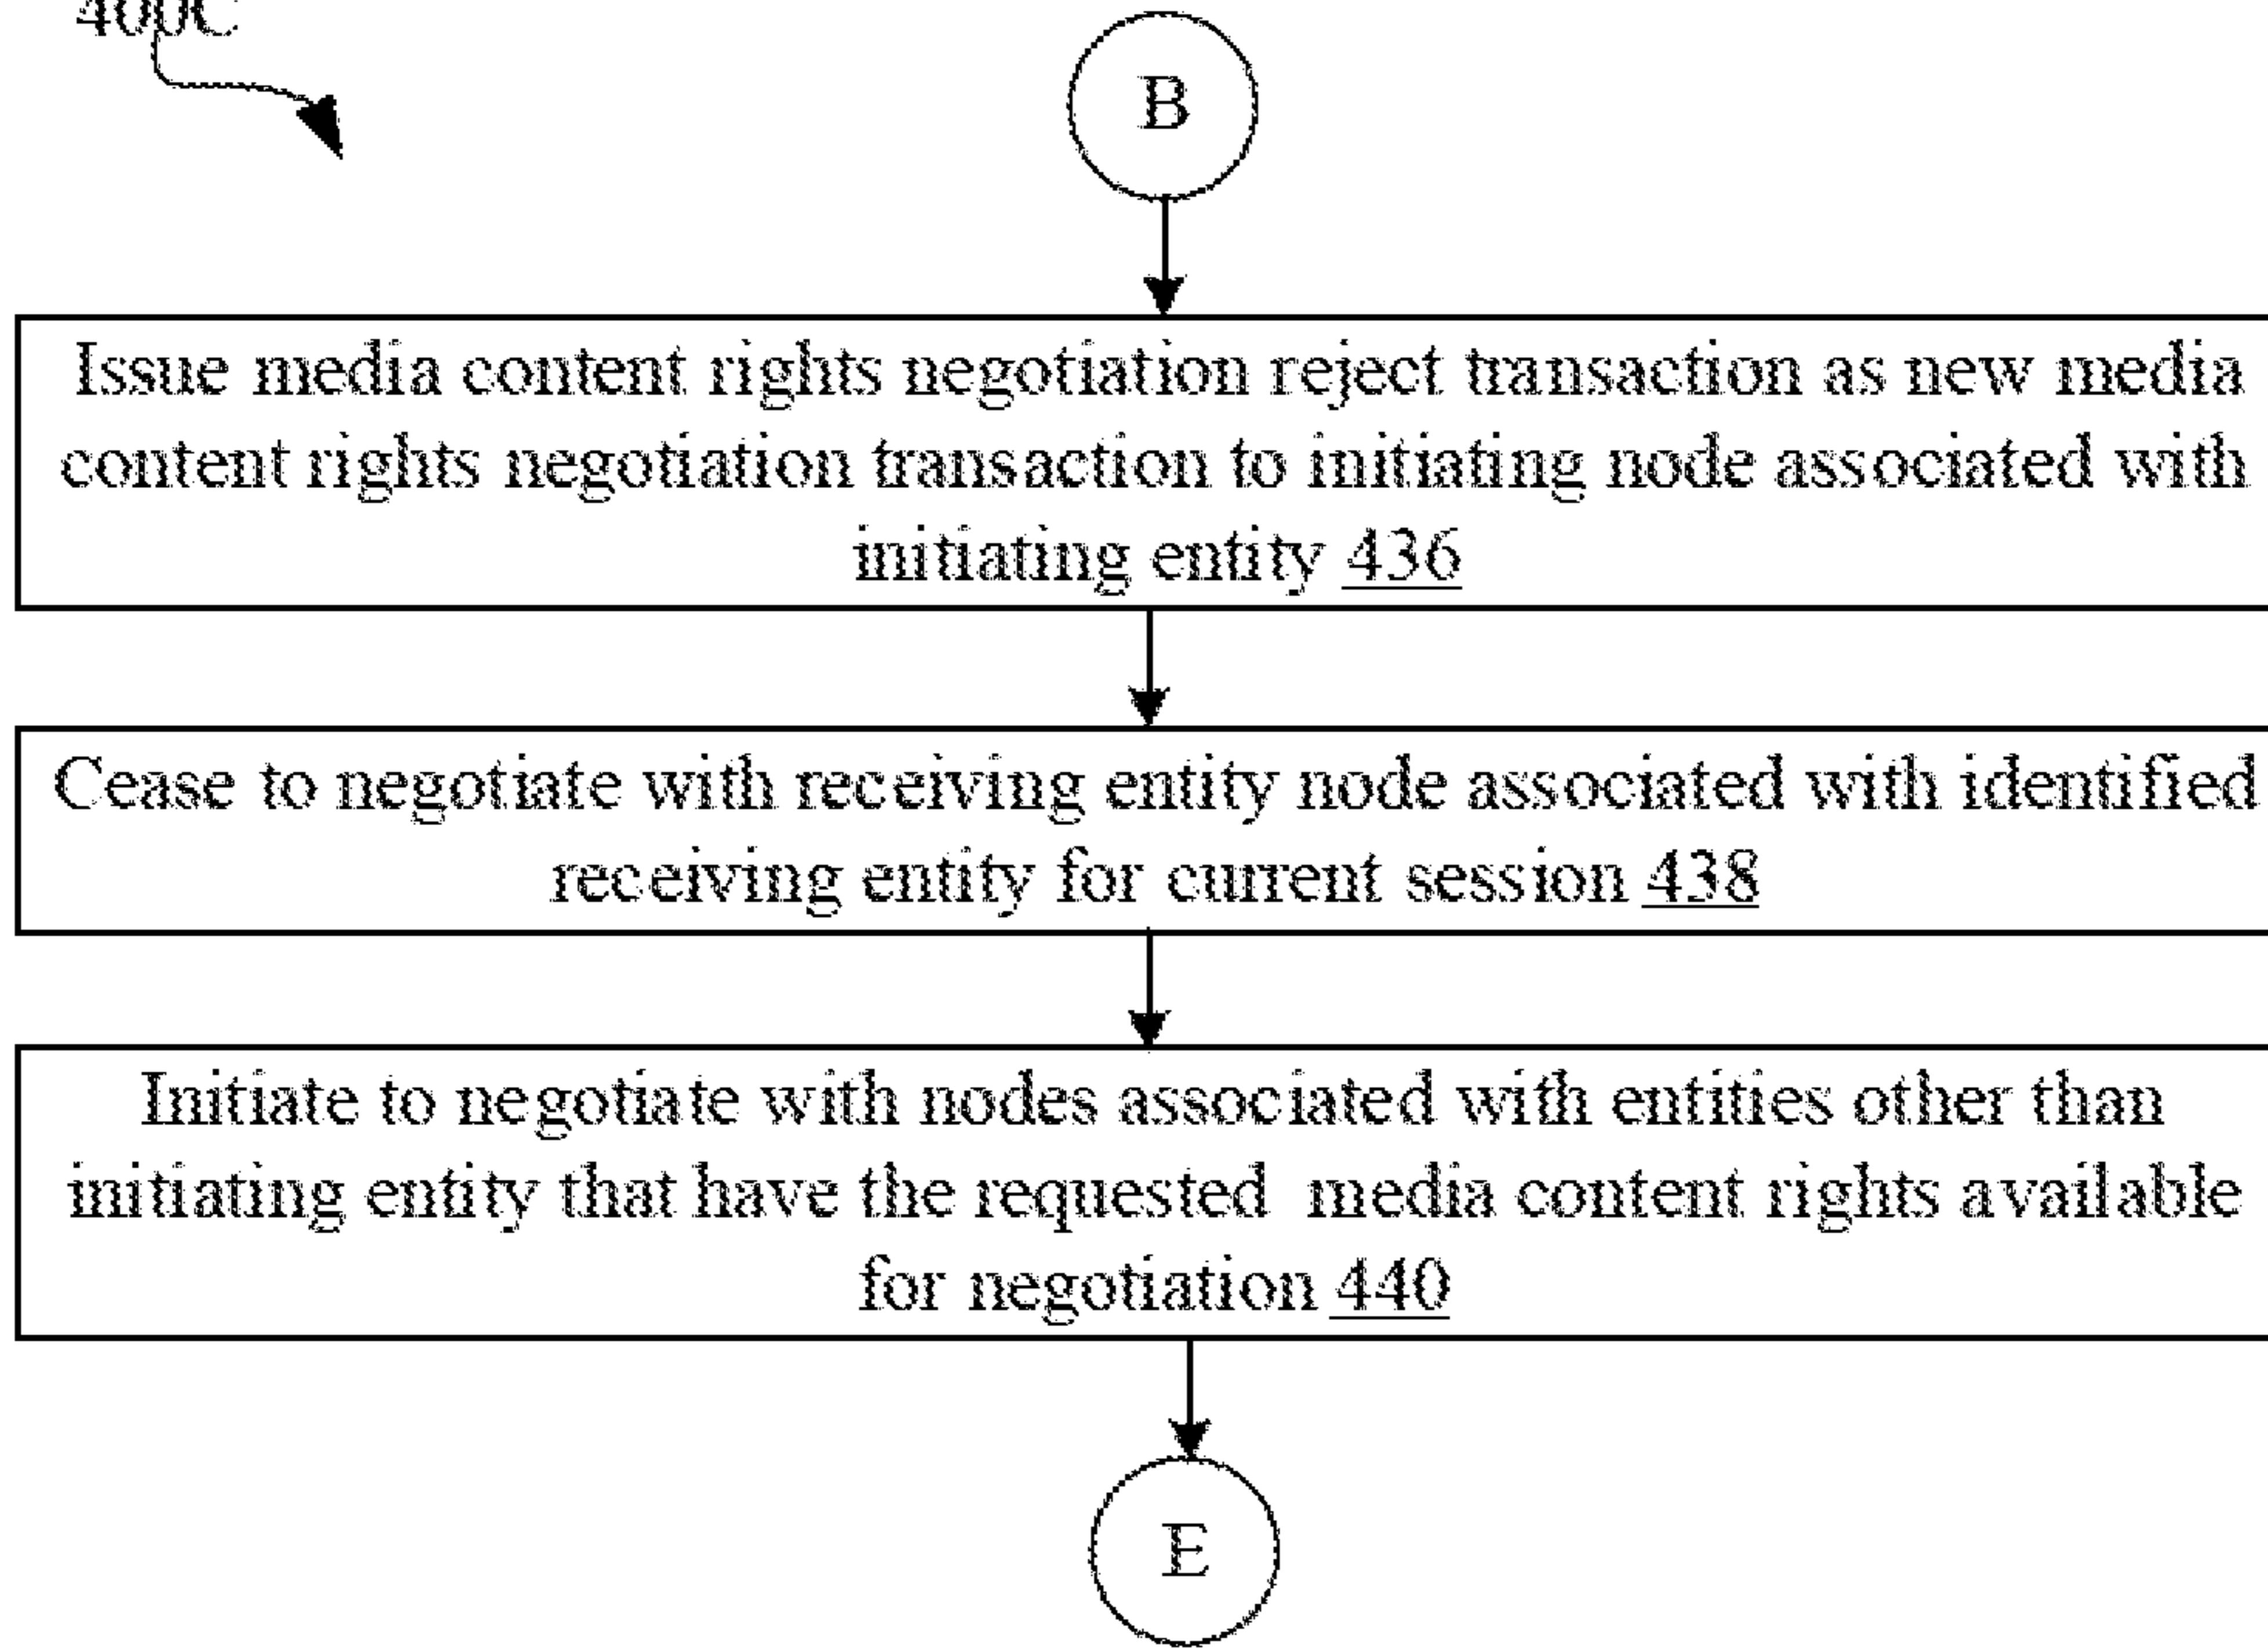 400C
B
Issue media content rights negotiation reject transaction as new media
content rights negotiation transaction to initiating node associated with
initiating entity 436
Cease to negotiate with receiving entity node associated with identified
receiving entity for current session 438
Initiate to negotiate with nodes associated with entities other than
initiating entity that have the requested media content rights available
for negotiation 440
E